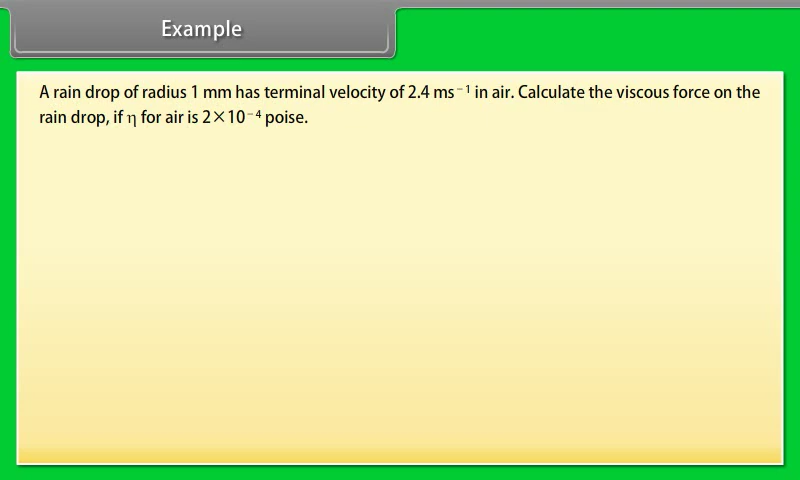 Example
A rain drop of radius 1 mm has terminal velocity of 2.4 ms⁻¹ in air. Calculate the viscous force on the
rain drop, if η for air is 2×10⁻⁴ poise.